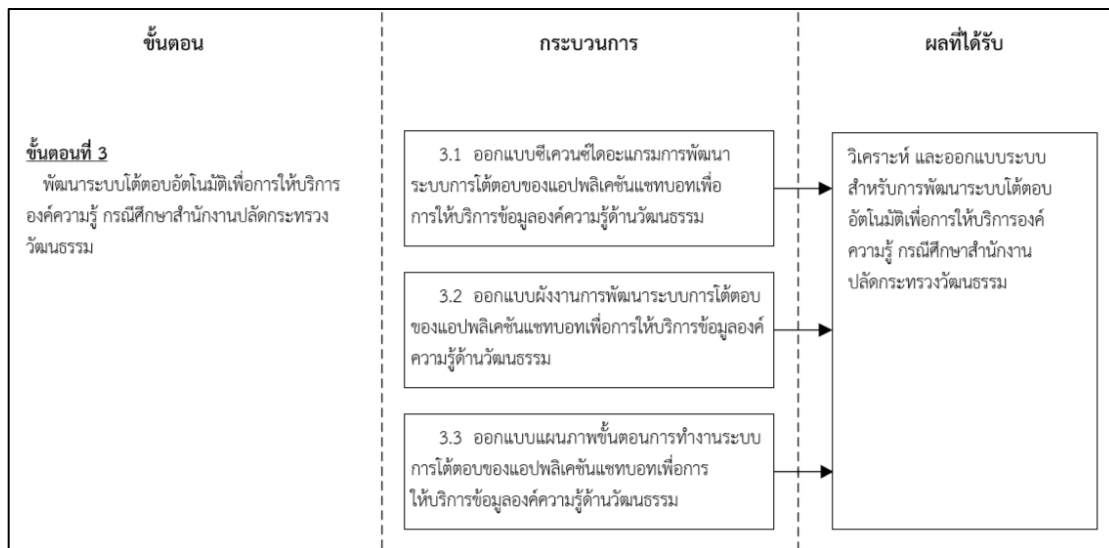 ขั้นตอน
กระบวนการ
ผลที่ได้รับ
ขั้นตอนที่ 3
พัฒนาระบบโต้ตอบอัตโนมัติเพื่อการให้บริการ
องค์ความรู้ กรณีศึกษาสำนักงานปลัดกระทรวง
วัฒนธรรม
3.1 ออกแบบซีเควนซ์ไดอะแกรมการพัฒนา
ระบบการโต้ตอบของแอปพลิเคชันแชทบอทเพื่อ
การให้บริการข้อมูลองค์ความรู้ด้านวัฒนธรรม
3.2 ออกแบบผังงานการพัฒนาระบบการโต้ตอบ
ของแอปพลิเคชันแชทบอทเพื่อการให้บริการข้อมูลองค์
ความรู้ด้านวัฒนธรรม
3.3 ออกแบบแผนภาพขั้นตอนการทำงานระบบ
การโต้ตอบของแอปพลิเคชันแชทบอทเพื่อการ
ให้บริการข้อมูลองค์ความรู้ด้านวัฒนธรรม
วิเคราะห์ และออกแบบระบบ
สำหรับการพัฒนาระบบโต้ตอบ
อัตโนมัติเพื่อการให้บริการองค์
ความรู้ กรณีศึกษาสำนักงาน
ปลัดกระทรวงวัฒนธรรม